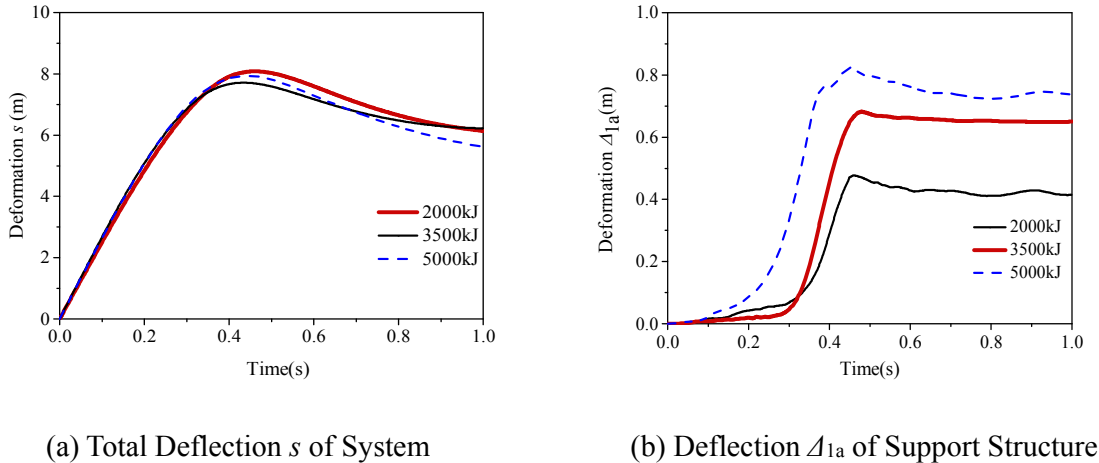 10
8
6
4
2
0
Deformation s (m)
2000kJ
3500kJ
5000kJ
0.0 0.2 0.4 0.6 0.8 1.0
Time(s)
(a) Total Deflection s of System
1.0
0.8
0.6
0.4
0.2
0.0
Deformation Δ1a(m)
2000kJ
3500kJ
5000kJ
0.0 0.2 0.4 0.6 0.8 1.0
Time(s)
(b) Deflection Δ1a of Support Structure